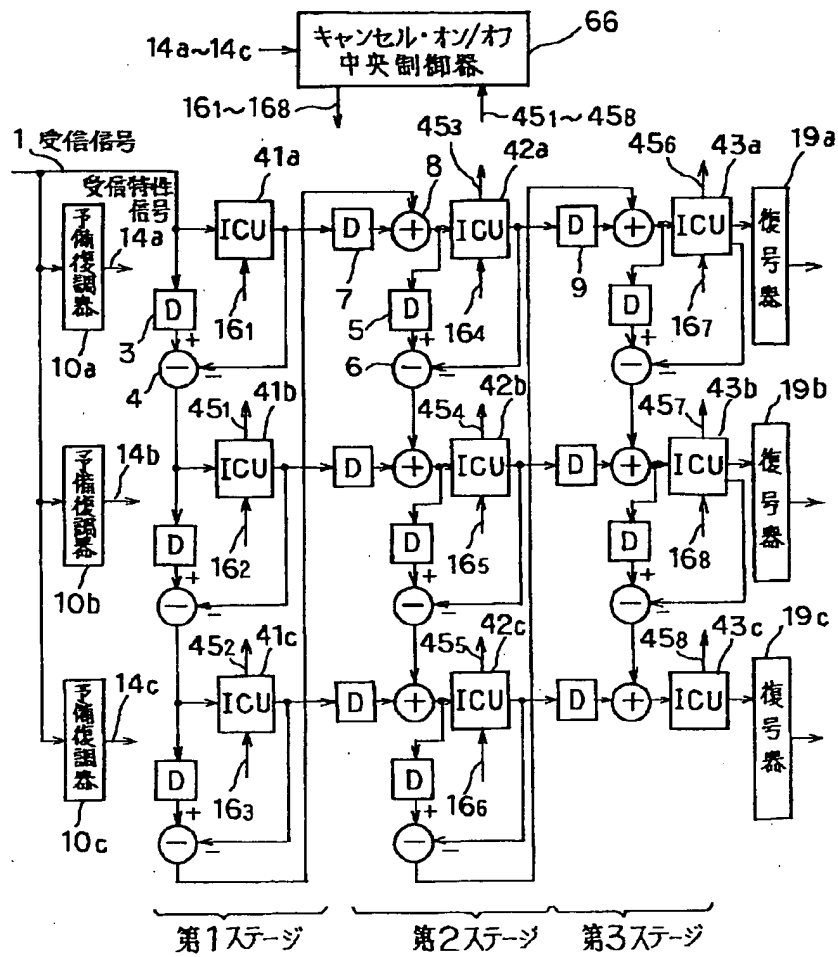 キャンセル・オン/オフ
中央制御器
66
14a~14c
161~168
451~458
1 受信信号
受信特性
信号
41a
453
42a
456
43a
19a
8
予備復調器
14a
ICU
D
+
ICU
D
+
ICU
復号器
7
9
3
D
161
5
D
164
D
167
10a
+
+
+
4
−
−
6
−
−
−
−
451
41b
454
42b
457
43b
19b
予備復調器
14b
ICU
D
+
ICU
D
+
ICU
復号器
D
162
D
165
D
168
10b
+
+
+
−
−
−
−
−
−
452
41c
455
42c
458
43c
19c
予備復調器
14c
ICU
D
+
ICU
D
+
ICU
復号器
D
163
D
166
10c
+
+
−
−
−
−
第1ステージ
第2ステージ
第3ステージ